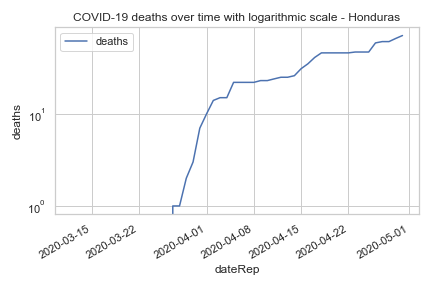 COVID-19 deaths over time with logarithmic scale - Honduras
deaths
deaths
10¹
10⁰
2020-03-15
2020-03-22
2020-04-01
2020-04-08
2020-04-15
2020-04-22
2020-05-01
dateRep